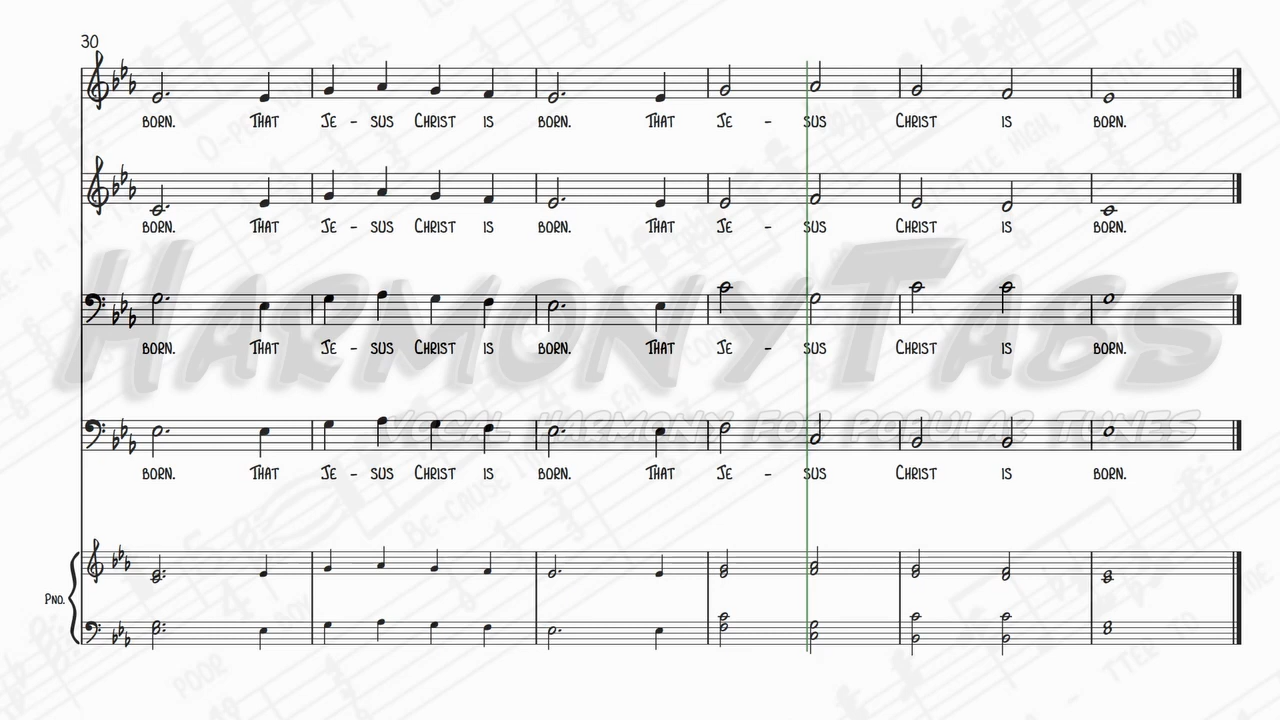 30
BORN. THAT JE - SUS CHRIST IS BORN. THAT JE - SUS CHRIST IS BORN.
BORN. THAT JE - SUS CHRIST IS BORN. THAT JE - SUS CHRIST IS BORN.
HARMONYTABS
BORN. THAT JE - SUS CHRIST IS BORN. THAT JE - SUS CHRIST IS BORN.
VOCAL HARMONY FOR POPULAR TUNES
BORN. THAT JE - SUS CHRIST IS BORN. THAT JE - SUS CHRIST IS BORN.
PNO.